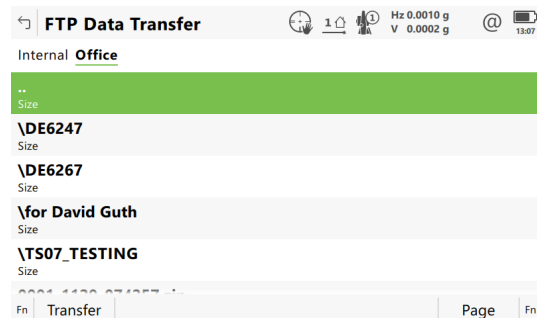 FTP Data Transfer
1
1
Hz 0.0010 g
V 0.0002 g
@
13:07
Internal Office
..
Size
\DE6247
Size
\DE6267
Size
\for David Guth
Size
\TS07_TESTING
Size
Fn Transfer Page Fn